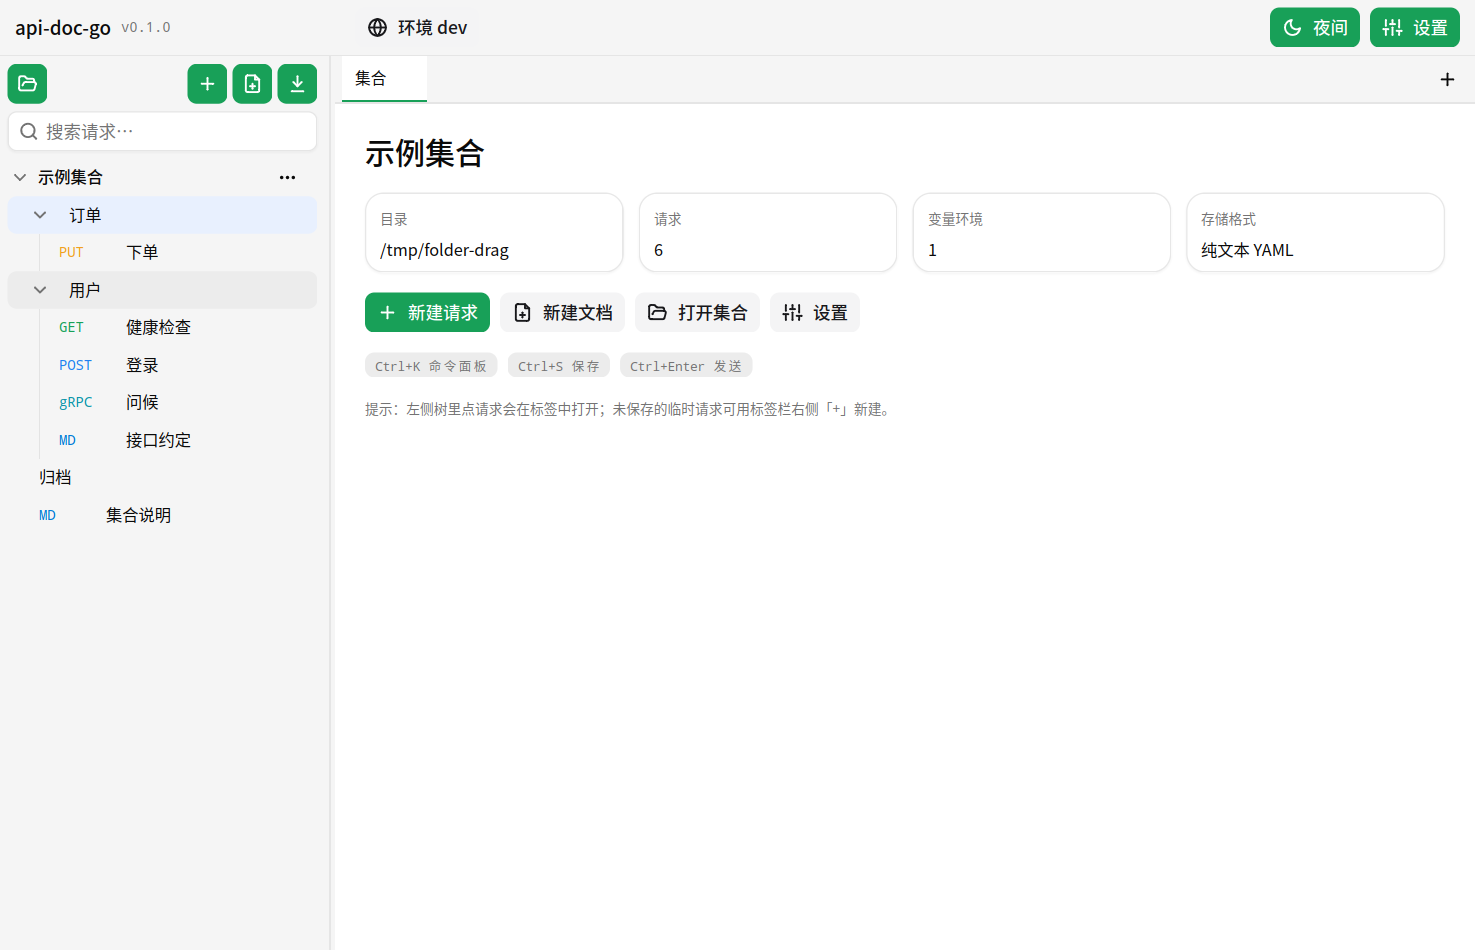 api-doc-go v0.1.0
环境 dev
夜间
设置
搜索请求…
示例集合
订单
PUT 下单
用户
GET 健康检查
POST 登录
gRPC 问候
MD 接口约定
归档
MD 集合说明
集合
示例集合
目录
/tmp/folder-drag
请求
6
变量环境
1
存储格式
纯文本 YAML
新建请求
新建文档
打开集合
设置
Ctrl+K 命令面板
Ctrl+S 保存
Ctrl+Enter 发送
提示：左侧树里点请求会在标签中打开；未保存的临时请求可用标签栏右侧「+」新建。